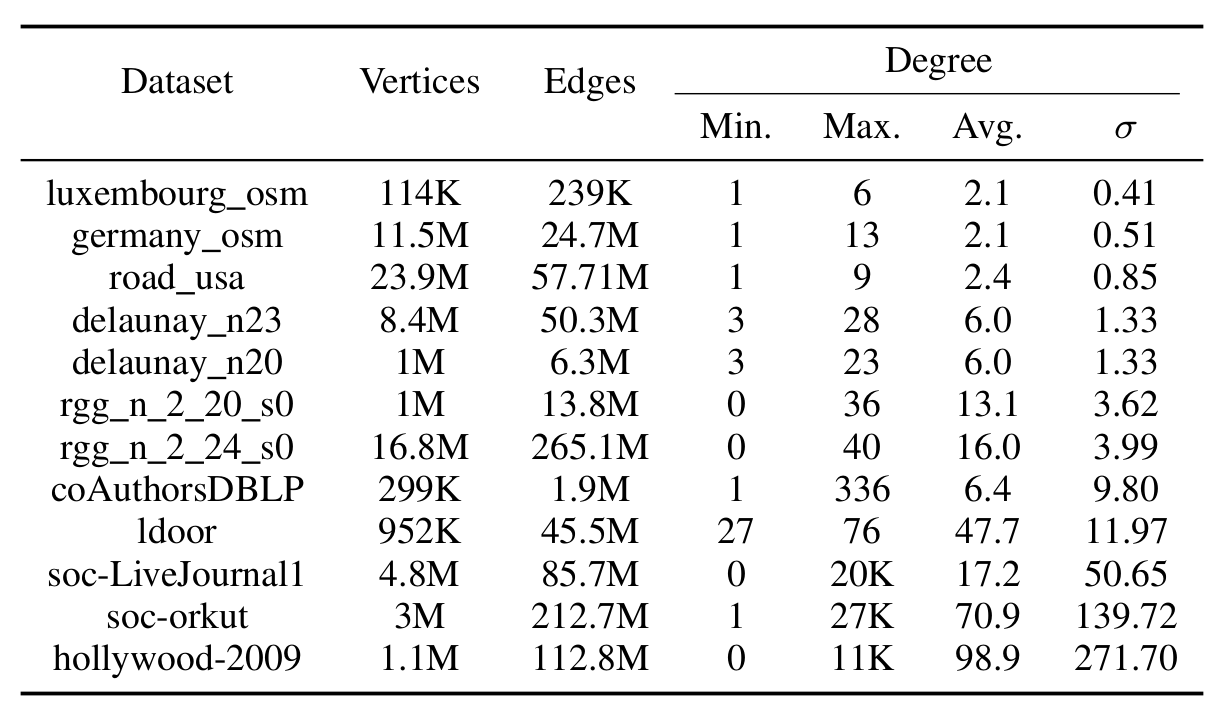 Dataset Vertices Edges Degree
Min. Max. Avg. σ
luxembourg_osm 114K 239K 1 6 2.1 0.41
germany_osm 11.5M 24.7M 1 13 2.1 0.51
road_usa 23.9M 57.71M 1 9 2.4 0.85
delaunay_n23 8.4M 50.3M 3 28 6.0 1.33
delaunay_n20 1M 6.3M 3 23 6.0 1.33
rgg_n_2_20_s0 1M 13.8M 0 36 13.1 3.62
rgg_n_2_24_s0 16.8M 265.1M 0 40 16.0 3.99
coAuthorsDBLP 299K 1.9M 1 336 6.4 9.80
ldoor 952K 45.5M 27 76 47.7 11.97
soc-LiveJournal1 4.8M 85.7M 0 20K 17.2 50.65
soc-orkut 3M 212.7M 1 27K 70.9 139.72
hollywood-2009 1.1M 112.8M 0 11K 98.9 271.70